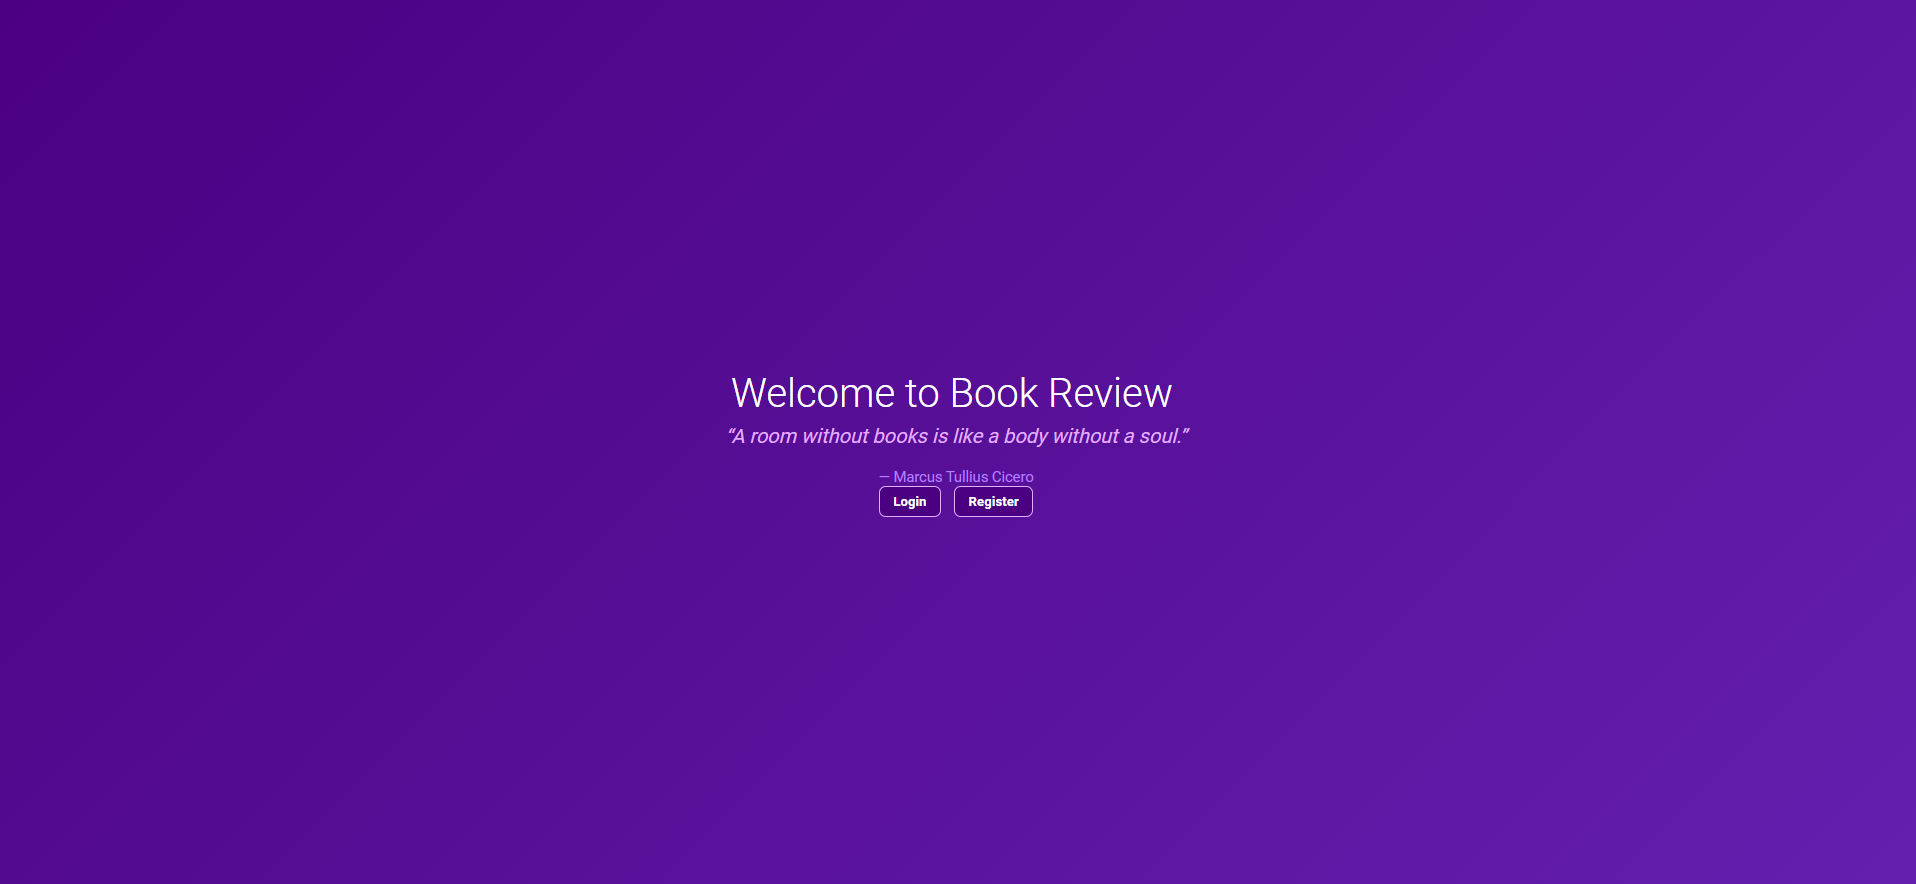 Welcome to Book Review
“A room without books is like a body without a soul.”
— Marcus Tullius Cicero
Login Register